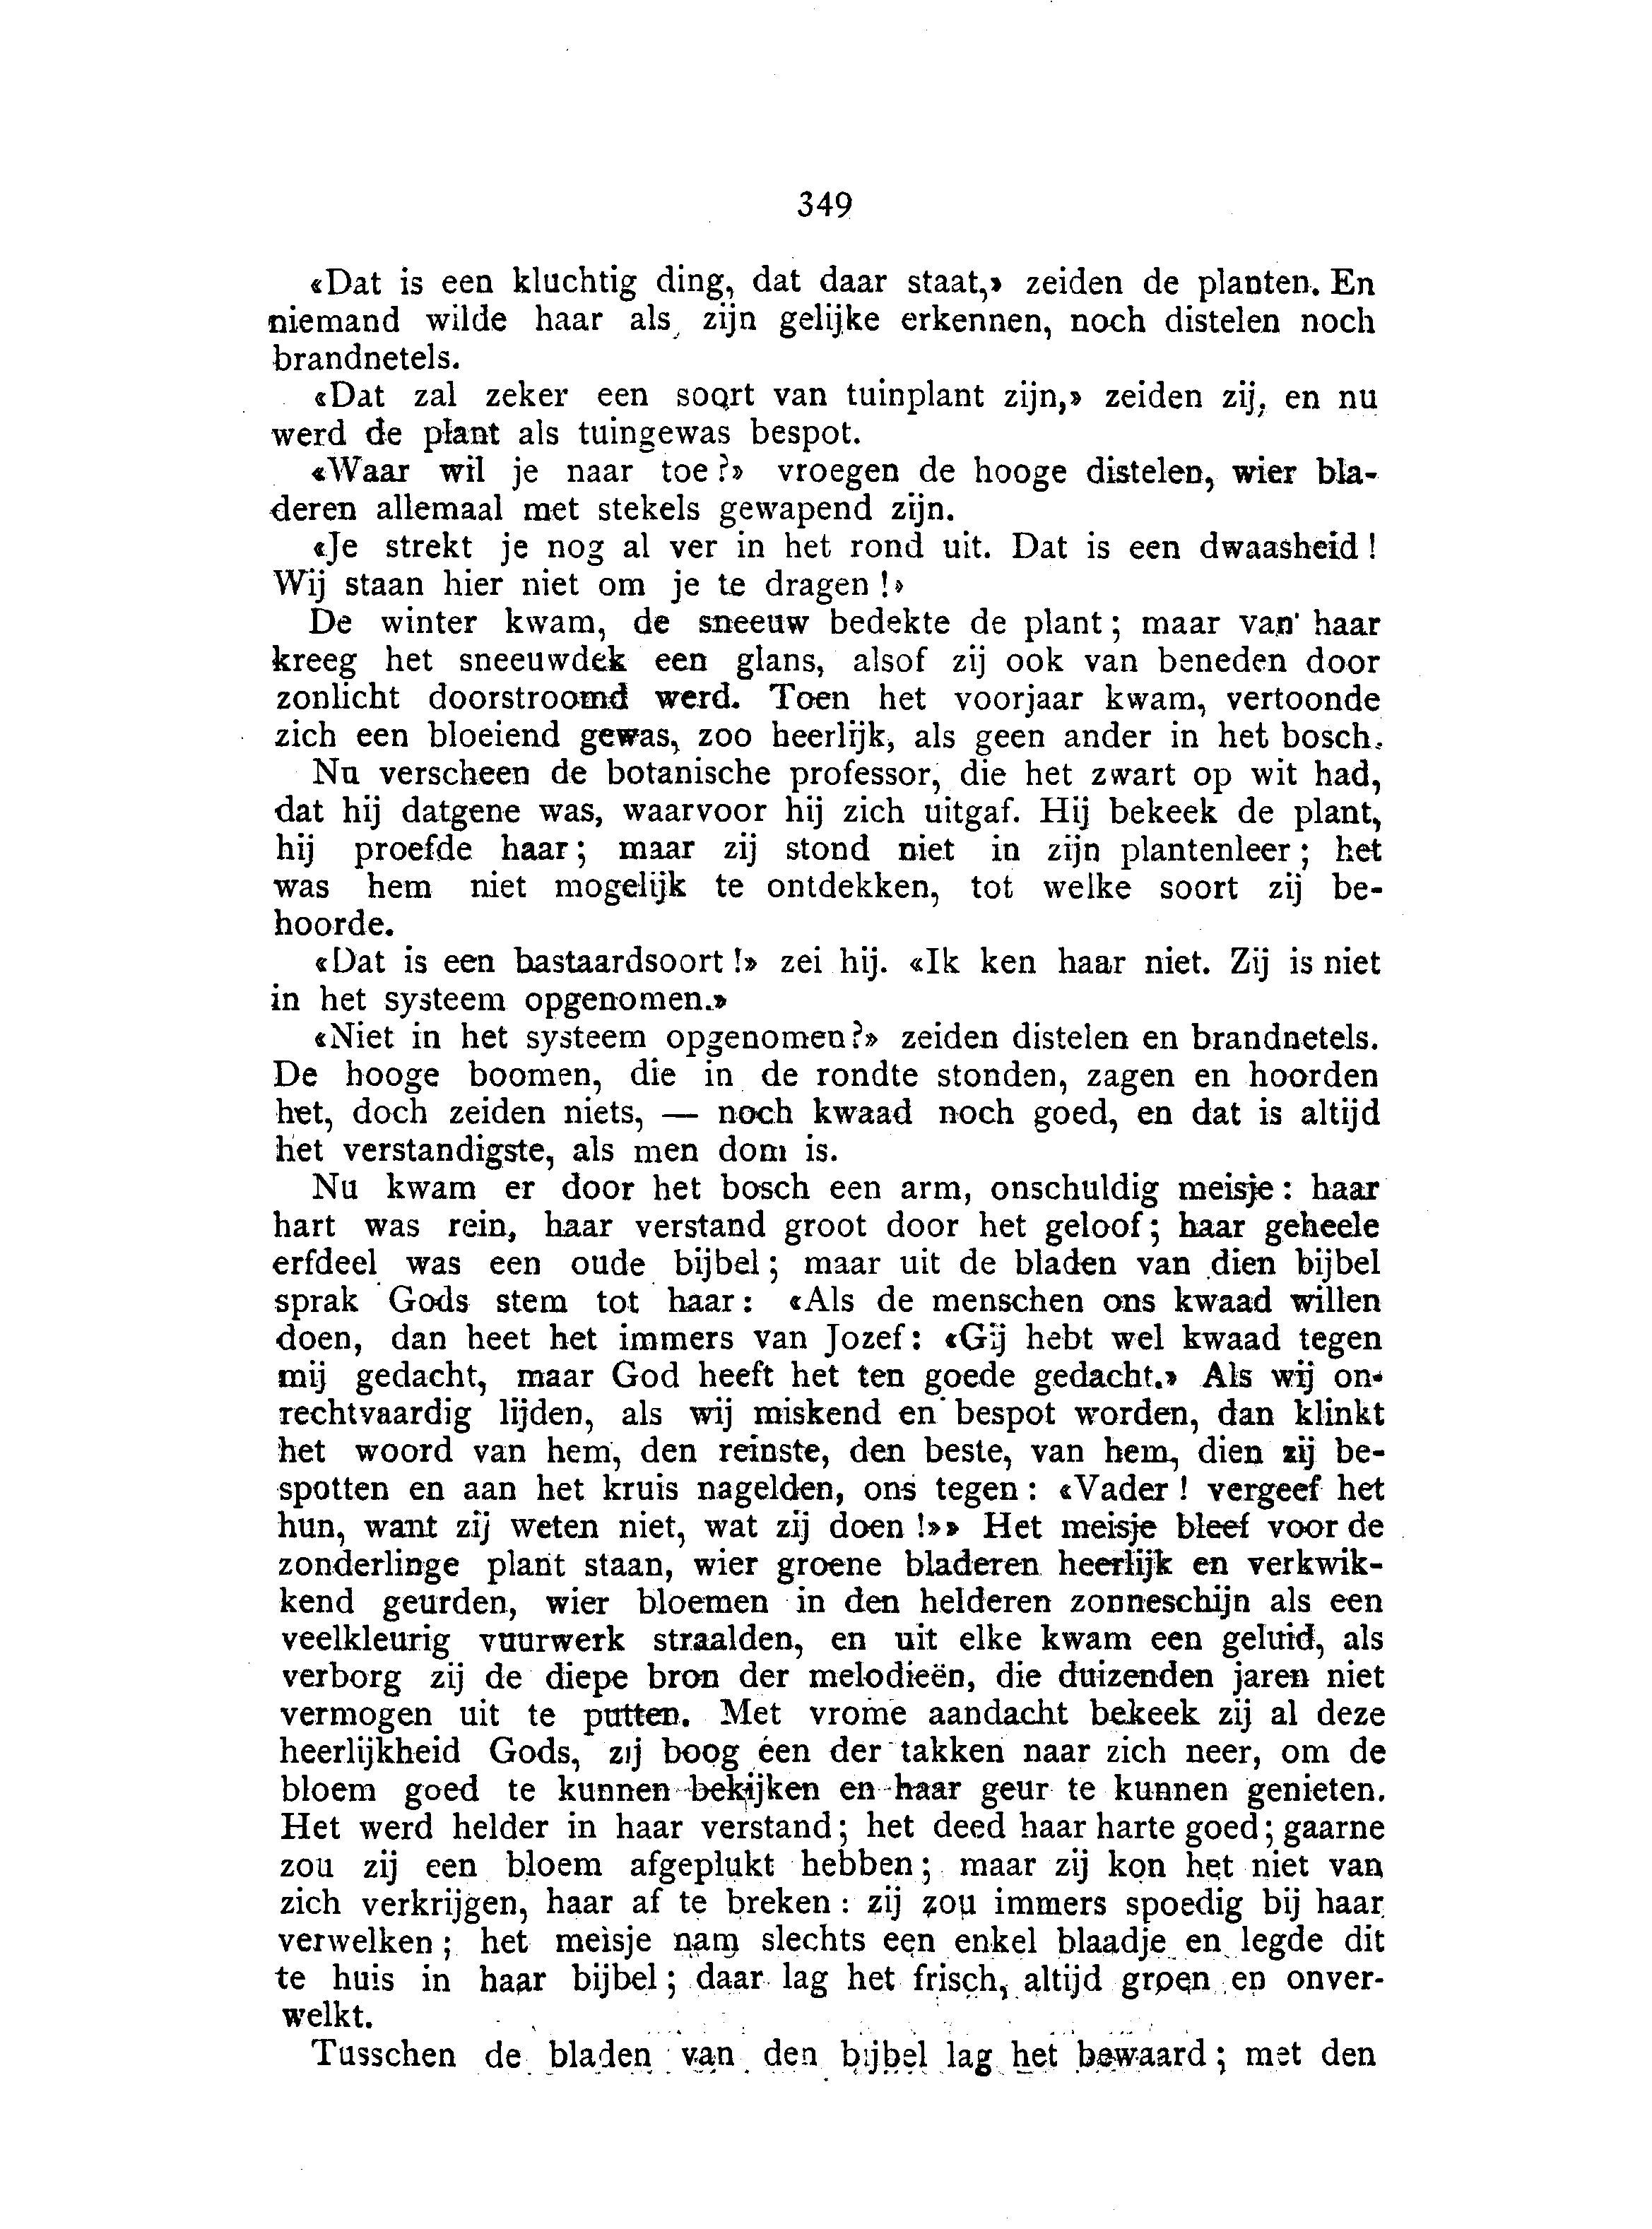 349
«Dat is een kluchtig ding, dat daar staat,» zeiden de planten. En
niemand wilde haar als zijn gelijke erkennen, noch distelen noch
brandnetels.
«Dat zal zeker een soort van tuinplant zijn,» zeiden zij, en nu
werd de plant als tuingewas bespot.
«Waar wil je naar toe?» vroegen de hooge distelen, wier bla-
deren allemaal met stekels gewapend zijn.
«Je strekt je nog al ver in het rond uit. Dat is een dwaasheid!
Wij staan hier niet om je te dragen!»
De winter kwam, de sneeuw bedekte de plant; maar van haar
kreeg het sneeuwdek een glans, alsof zij ook van beneden door
zonlicht doorstroomd werd. Toen het voorjaar kwam, vertoonde
zich een bloeiend gewas, zoo heerlijk, als geen ander in het bosch.
Nu verscheen de botanische professor, die het zwart op wit had,
dat hij datgene was, waarvoor hij zich uitgaf. Hij bekeek de plant,
hij proefde haar; maar zij stond niet in zijn plantenleer; het
was hem niet mogelijk te ontdekken, tot welke soort zij be-
hoorde.
«Dat is een bastaardsoort!» zei hij. «Ik ken haar niet. Zij is niet
in het systeem opgenomen.»
«Niet in het systeem opgenomen?» zeiden distelen en brandnetels.
De hooge boomen, die in de rondte stonden, zagen en hoorden
het, doch zeiden niets, — noch kwaad noch goed, en dat is altijd
het verstandigste, als men dom is.
Nu kwam er door het bosch een arm, onschuldig meisje: haar
hart was rein, haar verstand groot door het geloof; haar geheele
erfdeel was een oude bijbel; maar uit de bladen van dien bijbel
sprak Gods stem tot haar: «Als de menschen ons kwaad willen
doen, dan heet het immers van Jozef: «Gij hebt wel kwaad tegen
mij gedacht, maar God heeft het ten goede gedacht.» Als wij on-
rechtvaardig lijden, als wij miskend en bespot worden, dan klinkt
het woord van hem, den reinste, den beste, van hem, dien zij be-
spotten en aan het kruis nagelden, ons tegen: «Vader! vergeef het
hun, want zij weten niet, wat zij doen!»» Het meisje bleef voor de
zonderlinge plant staan, wier groene bladeren heerlijk en verkwik-
kend geurden, wier bloemen in den helderen zonneschijn als een
veelkleurig vuurwerk straalden, en uit elke kwam een geluid, als
verborg zij de diepe bron der melodieën, die duizenden jaren niet
vermogen uit te putten. Met vrome aandacht bekeek zij al deze
heerlijkheid Gods, zij boog éen der takken naar zich neer, om de
bloem goed te kunnen bekijken en haar geur te kunnen genieten.
Het werd helder in haar verstand; het deed haar harte goed; gaarne
zou zij een bloem afgeplukt hebben; maar zij kon het niet van
zich verkrijgen, haar af te breken: zij zou immers spoedig bij haar
verwelken; het meisje nam slechts een enkel blaadje en legde dit
te huis in haar bijbel; daar lag het frisch, altijd groen en onver-
welkt.
Tusschen de bladen van den bijbel lag het bewaard; met den